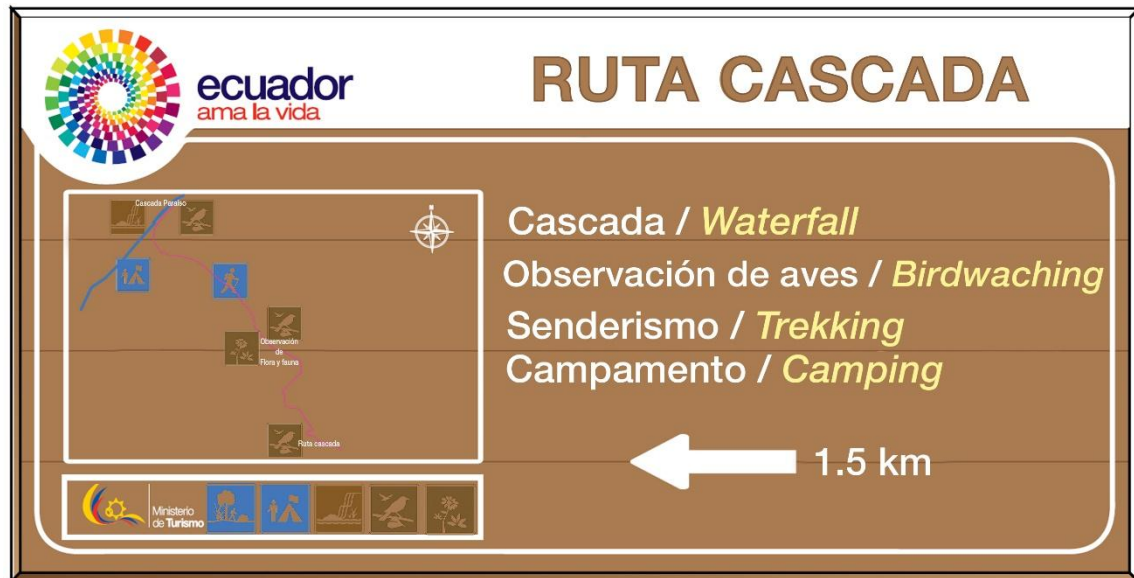 ecuador
ama la vida
RUTA CASCADA
Cascada Paraíso
Observación
de
Flora y fauna
Ruta cascada
Cascada / Waterfall
Observación de aves / Birdwaching
Senderismo / Trekking
Campamento / Camping
1.5 km
Ministerio
de Turismo